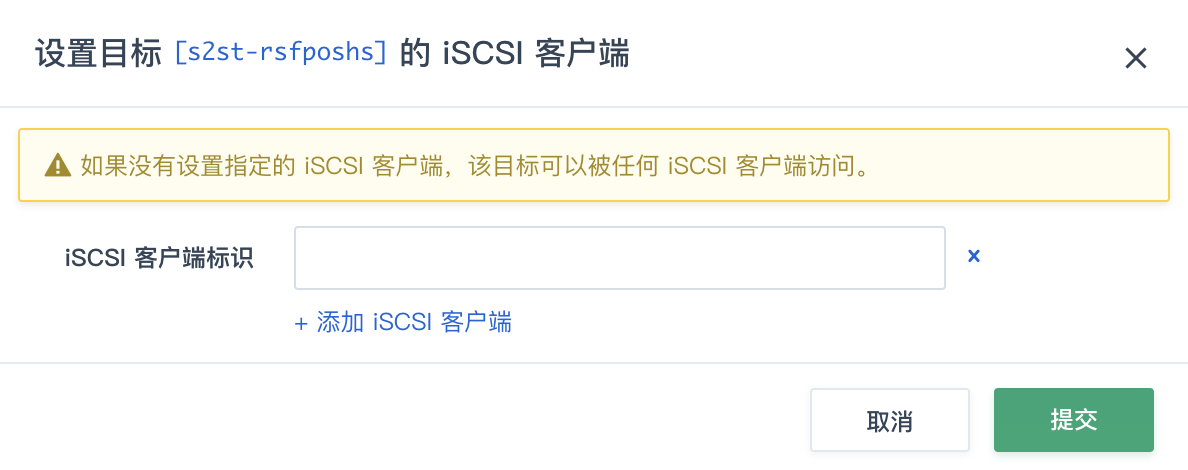 设置目标 [s2st-rsfposhs] 的 iSCSI 客户端
如果没有设置指定的 iSCSI 客户端，该目标可以被任何 iSCSI 客户端访问。
iSCSI 客户端标识
+ 添加 iSCSI 客户端
取消
提交